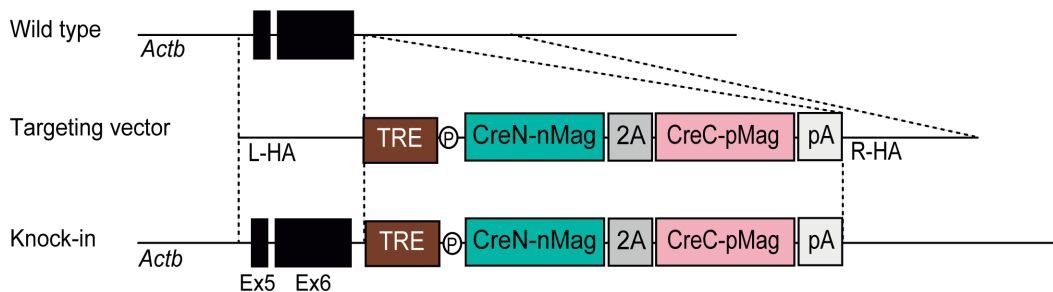 Wild type
Actb
Targeting vector
L-HA
TRE P CreN-nMag 2A CreC-pMag pA
R-HA
Knock-in
Actb
TRE P CreN-nMag 2A CreC-pMag pA
Ex5 Ex6